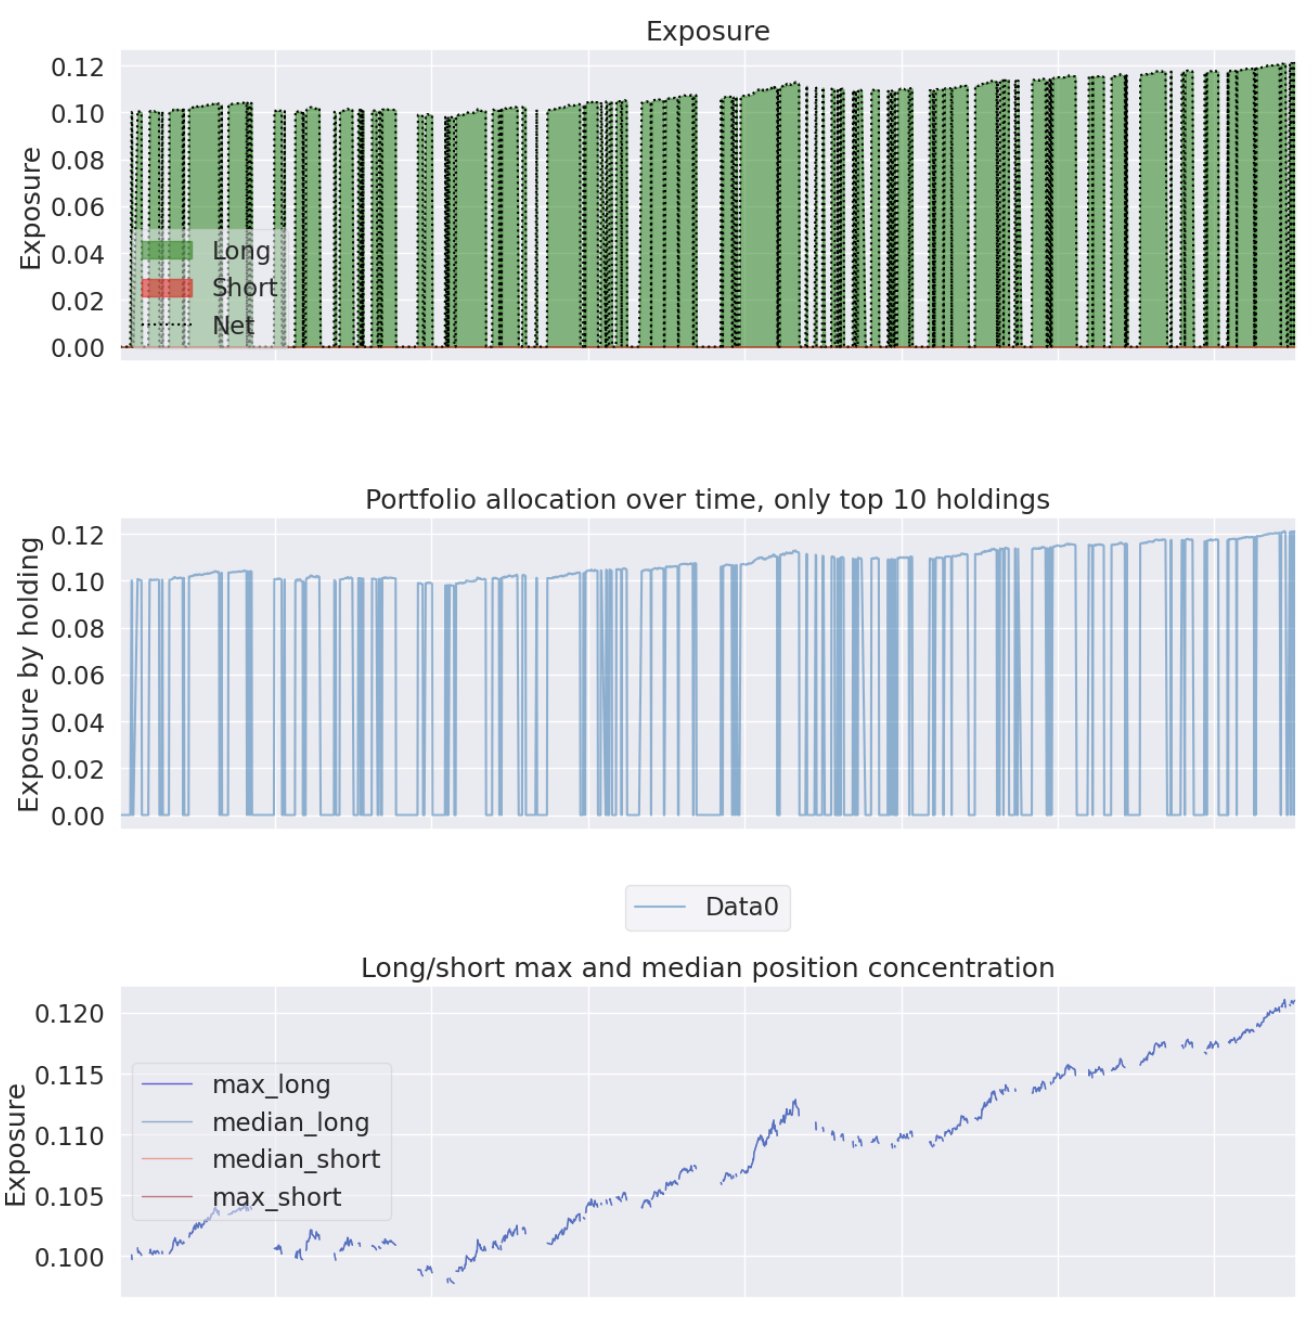 Exposure
0.12
0.10
0.08
0.06
0.04
0.02
0.00
Exposure
Long
Short
Net
Portfolio allocation over time, only top 10 holdings
0.12
0.10
0.08
0.06
0.04
0.02
0.00
Exposure by holding
Data0
Long/short max and median position concentration
0.120
0.115
0.110
0.105
0.100
Exposure
max_long
median_long
median_short
max_short